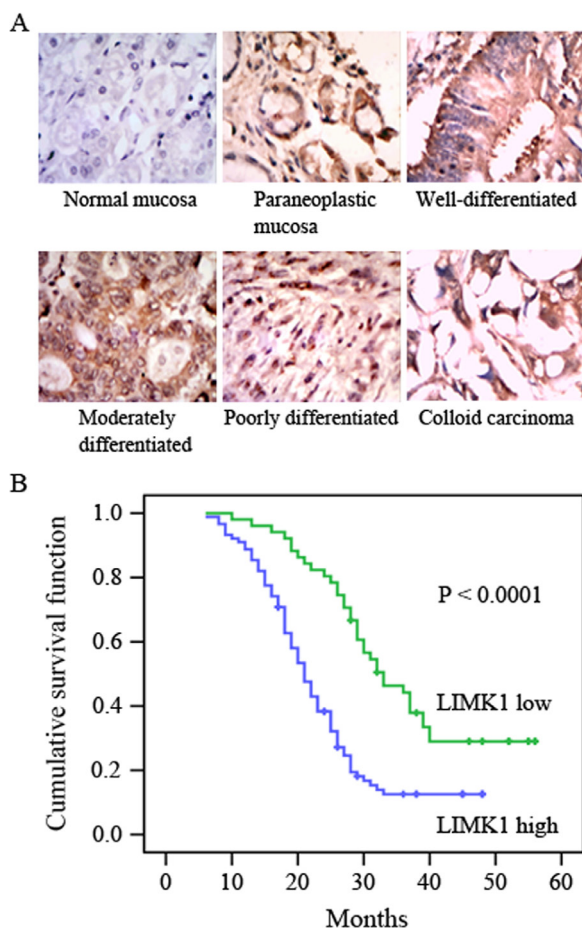 A
Normal mucosa
Paraneoplastic
mucosa
Well-differentiated
Moderately
differentiated
Poorly differentiated
Colloid carcinoma
B
Cumulative survival function
1.0
0.8
0.6
0.4
0.2
0.0
P < 0.0001
LIMK1 low
LIMK1 high
0 10 20 30 40 50 60
Months